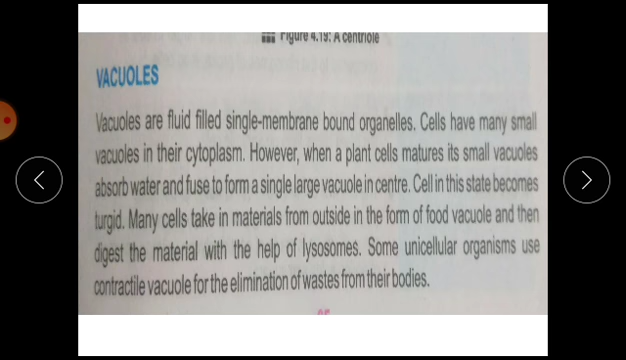 Figure 4.19: A centriole
VACUOLES
Vacuoles are fluid filled single-membrane bound organelles. Cells have many small
vacuoles in their cytoplasm. However, when a plant cells matures its small vacuoles
absorb water and fuse to form a single large vacuole in centre. Cell in this state becomes
turgid. Many cells take in materials from outside in the form of food vacuole and then
digest the material with the help of lysosomes. Some unicellular organisms use
contractile vacuole for the elimination of wastes from their bodies.